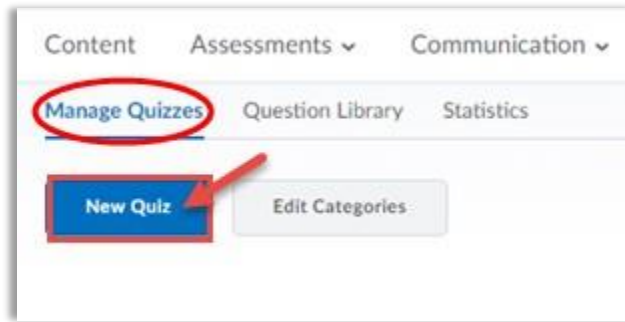 Content Assessments Communication
Manage Quizzes Question Library Statistics
New Quiz Edit Categories